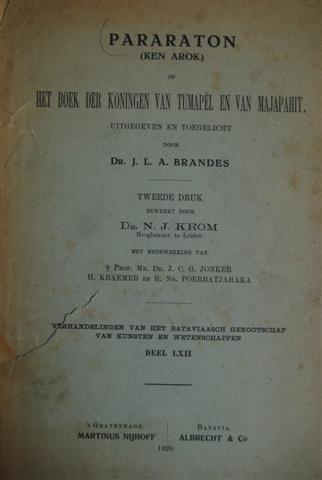 PARARATON
(KEN AROK)
OF
HET BOEK DER KONINGEN VAN TUMAPĚL EN VAN MAJAPAHIT.
UITGEGEVEN EN TOEGELICHT
DOOR
DR. J. L. A. BRANDES
TWEEDE DRUK
BEWERKT DOOR
DR. N. J. KROM
Hoogleeraar te Leiden
MET MEDEWERKING VAN
† PROF. MR. DR. J. C. G. JONKER
H. KRAEMER EN R. NG. POERBATJARAKA
VERHANDELINGEN VAN HET BATAVIAASCH GENOOTSCHAP
VAN KUNSTEN EN WETENSCHAPPEN
DEEL LXII
'S GRAVENHAGE
MARTINUS NIJHOFF
BATAVIA
ALBRECHT & Co
1920